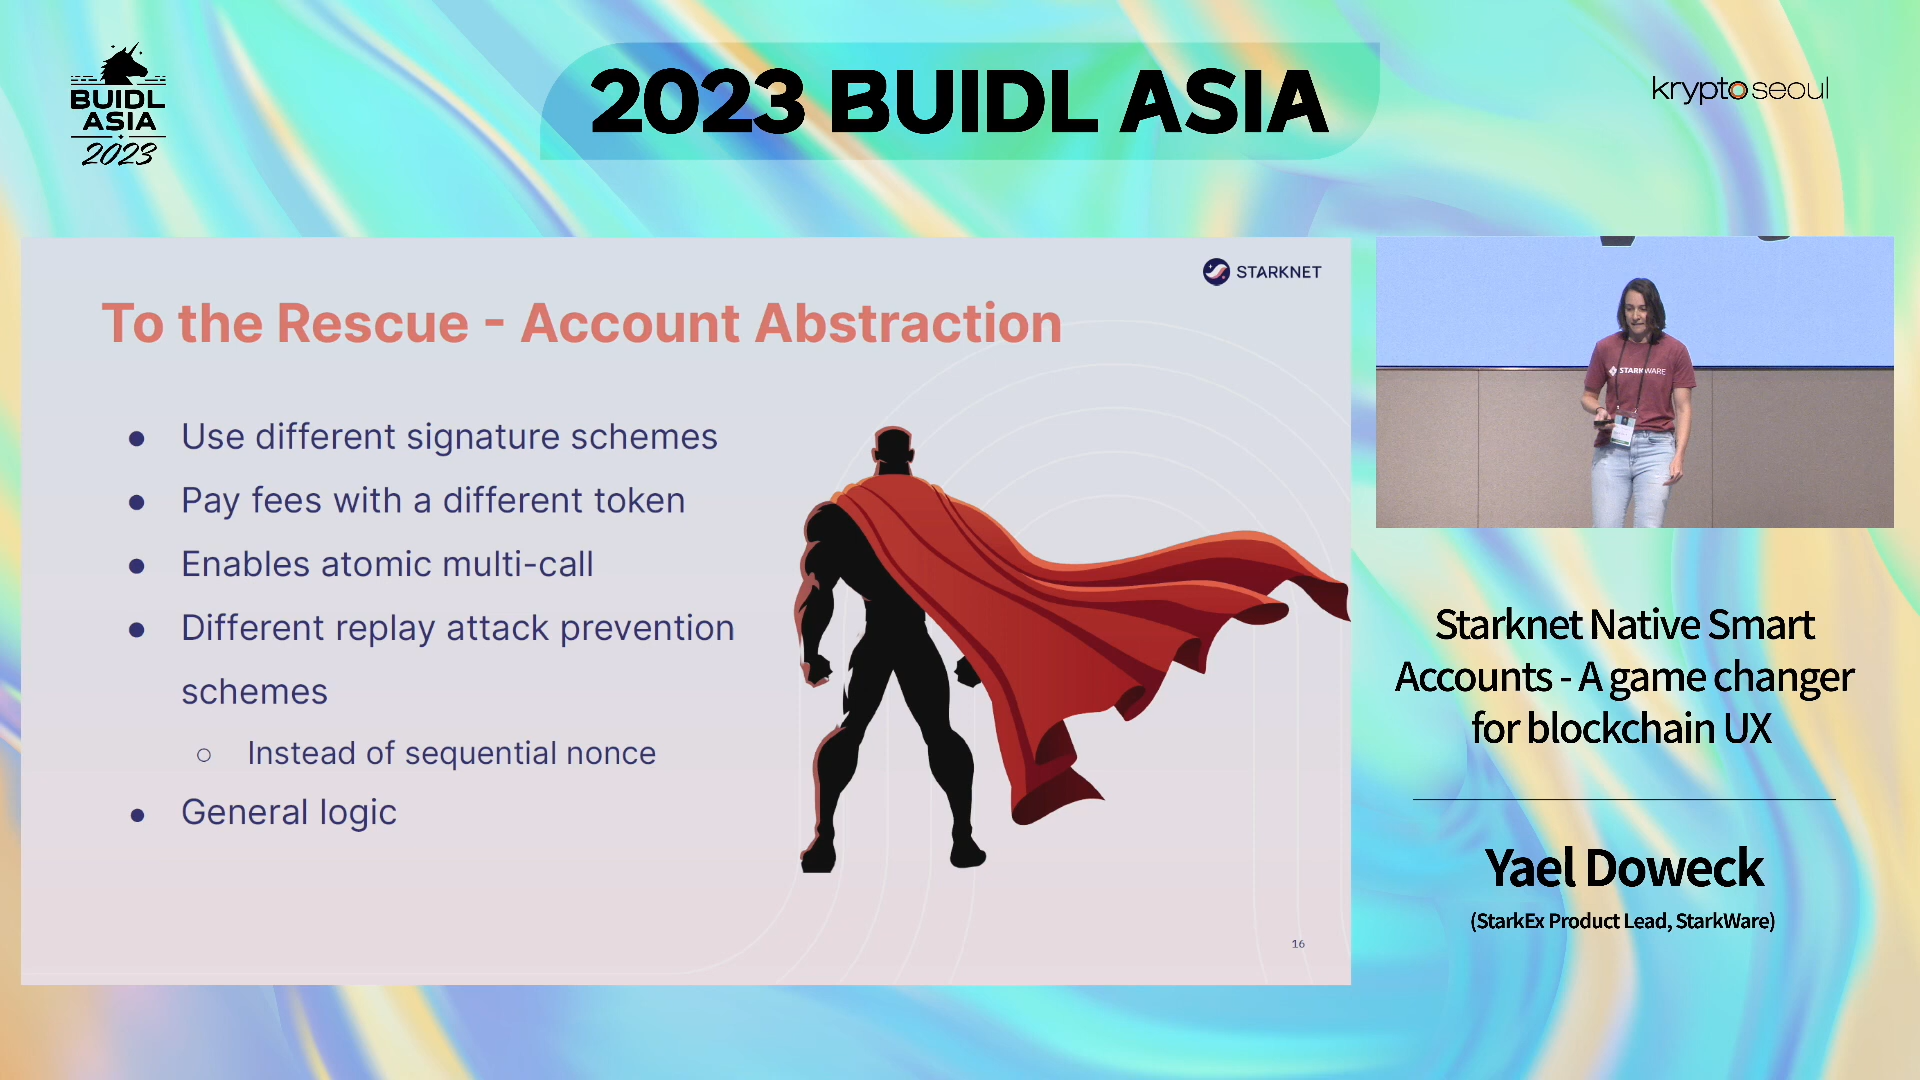 BUIDL
ASIA
2023
2023 BUIDL ASIA
kryptoseoul
STARKNET
To the Rescue - Account Abstraction
● Use different signature schemes
● Pay fees with a different token
● Enables atomic multi-call
● Different replay attack prevention
schemes
○ Instead of sequential nonce
● General logic
16
STARKWARE
Starknet Native Smart
Accounts - A game changer
for blockchain UX
Yael Doweck
(StarkEx Product Lead, StarkWare)